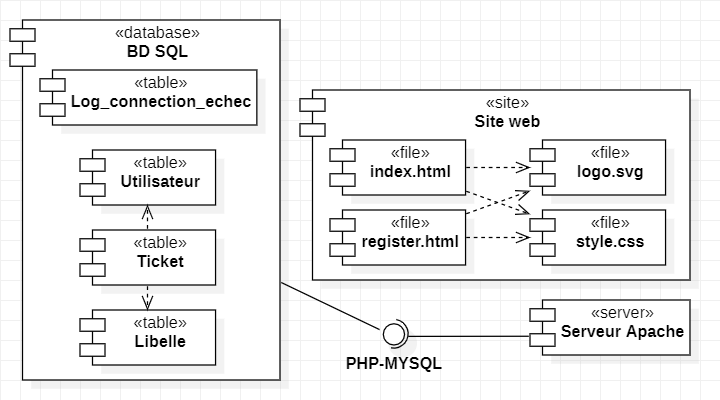 «database»
BD SQL
«table»
Log_connection_echec
«table»
Utilisateur
«table»
Ticket
«table»
Libelle
«site»
Site web
«file»
index.html
«file»
logo.svg
«file»
register.html
«file»
style.css
«server»
Serveur Apache
PHP-MYSQL